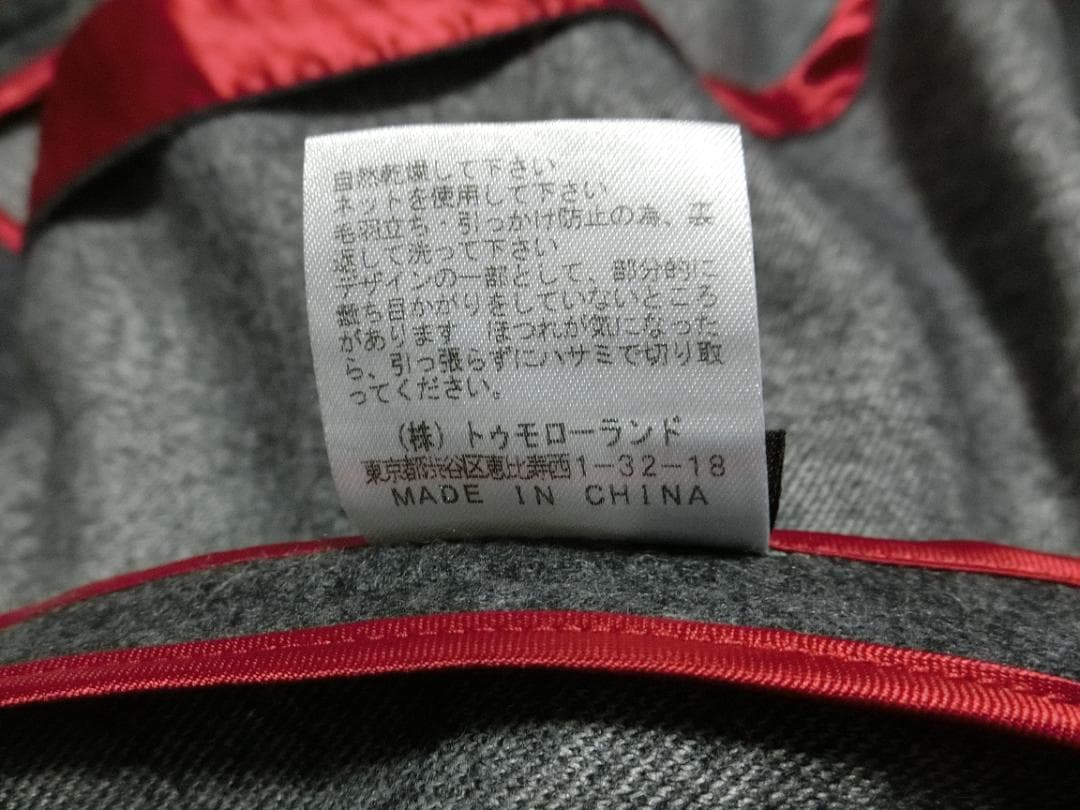 自然乾燥して下さい
ネットを使用して下さい
毛羽立ち 引っかけ防止の為、裏
返して洗って下さい
デザインの一部として、部分的に
裁ち目かがりをしていないところ
があります ほつれが気になった
ら、引っ張らずにハサミで切り取
ってください。
(株)トゥモローランド
東京都渋谷区恵比寿西1-32-18
MADE IN CHINA